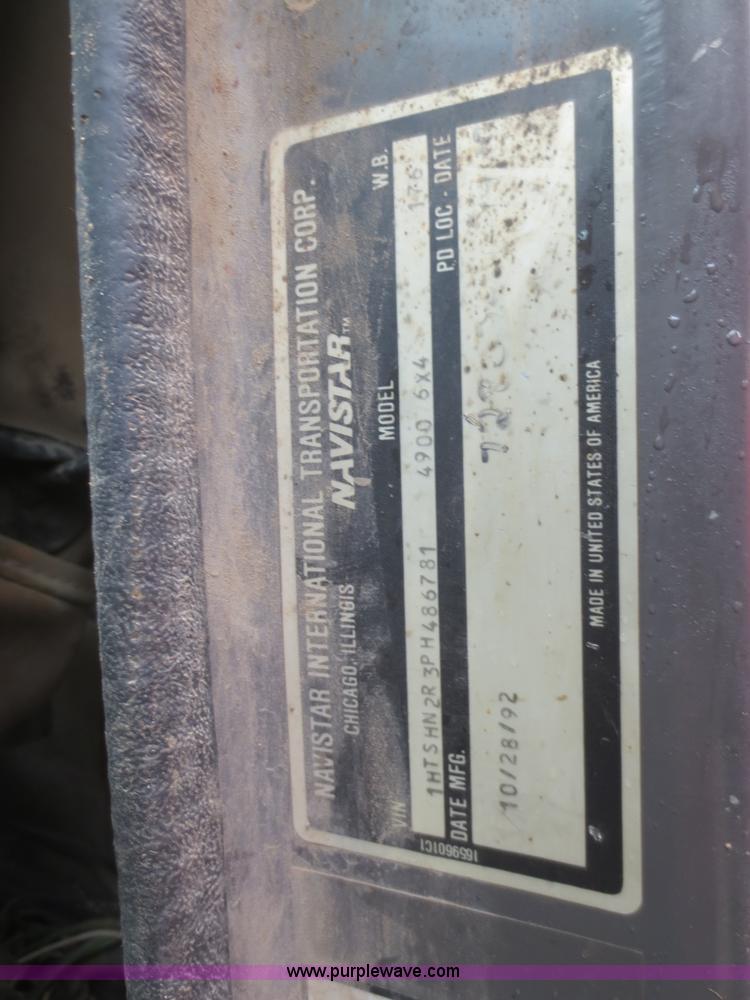 NAVISTAR INTERNATIONAL TRANSPORTATION CORP.
CHICAGO, ILLINOIS NAVISTAR™
VIN MODEL W.B.
1HTSHN2R3PH486781 4900 6X4 176
DATE MFG. PD LOC - DATE
10/28/92
MADE IN UNITED STATES OF AMERICA
1659601C1
www.purplewave.com